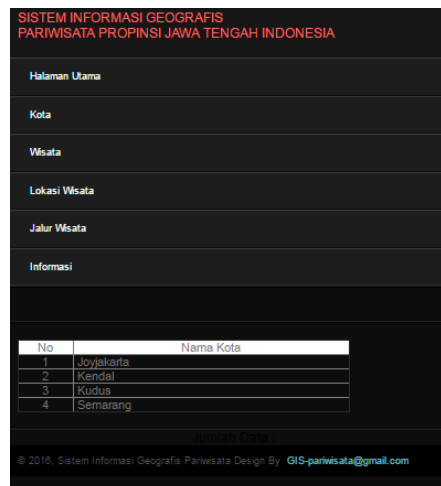 SISTEM INFORMASI GEOGRAFIS
PARIWISATA PROPINSI JAWA TENGAH INDONESIA
Halaman Utama
Kota
Wisata
Lokasi Wisata
Jalur Wisata
Informasi
No Nama Kota
1 Joyjakarta
2 Kendal
3 Kudus
4 Semarang
Jumlah Data :
© 2016, Sistem Informasi Geografis Pariwisata Design By GIS-pariwisata@gmail.com